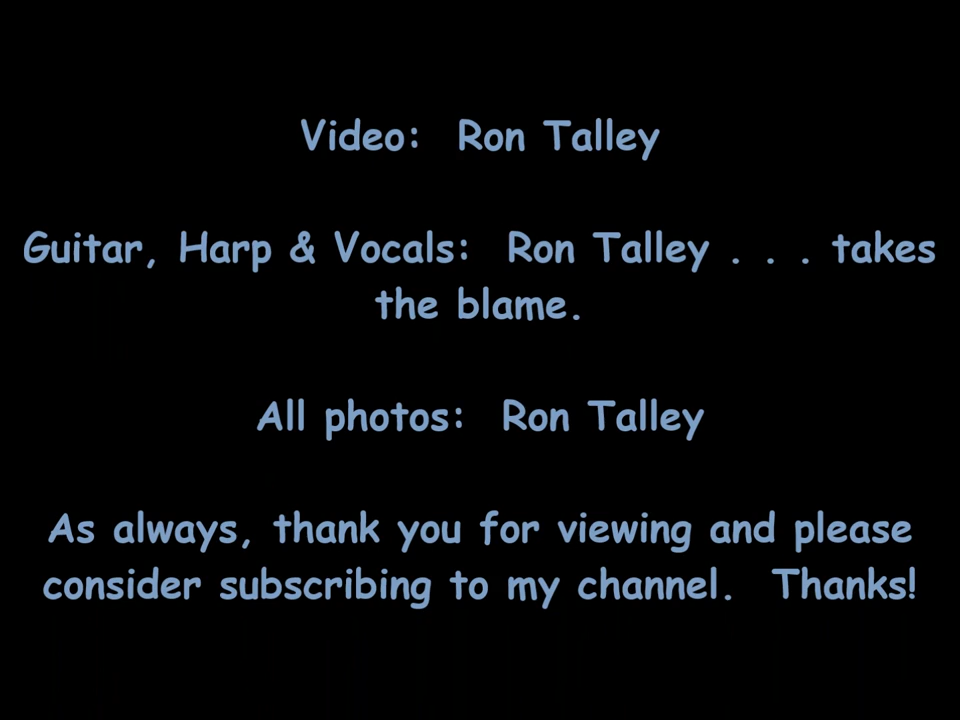 Video:  Ron Talley
Guitar, Harp & Vocals:  Ron Talley . . . takes
the blame.
All photos:  Ron Talley
As always, thank you for viewing and please
consider subscribing to my channel.  Thanks!